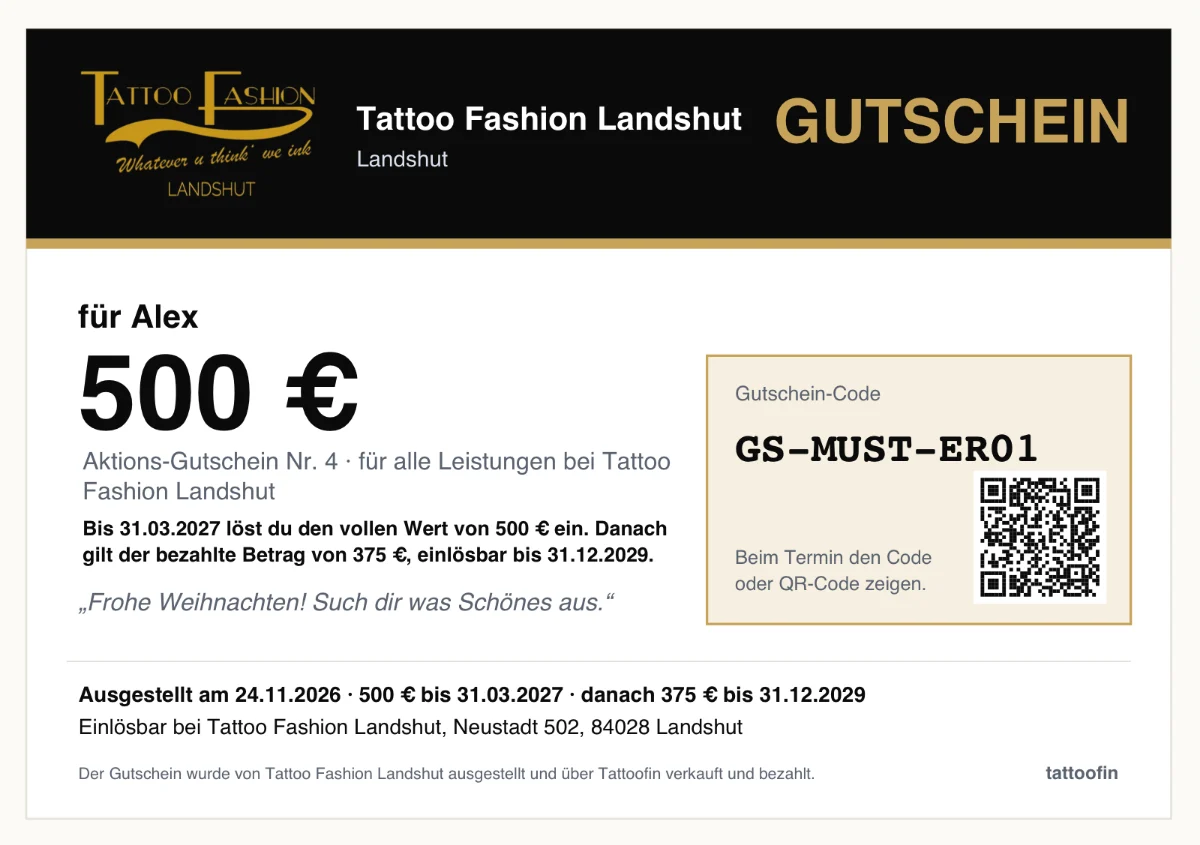 TATTOO FASHION
Whatever u think' we ink
LANDSHUT
Tattoo Fashion Landshut
Landshut
GUTSCHEIN
für Alex
500 €
Aktions-Gutschein Nr. 4 · für alle Leistungen bei Tattoo
Fashion Landshut
Bis 31.03.2027 löst du den vollen Wert von 500 € ein. Danach
gilt der bezahlte Betrag von 375 €, einlösbar bis 31.12.2029.
„Frohe Weihnachten! Such dir was Schönes aus.“
Gutschein-Code
GS-MUST-ER01
Beim Termin den Code
oder QR-Code zeigen.
Ausgestellt am 24.11.2026 · 500 € bis 31.03.2027 · danach 375 € bis 31.12.2029
Einlösbar bei Tattoo Fashion Landshut, Neustadt 502, 84028 Landshut
Der Gutschein wurde von Tattoo Fashion Landshut ausgestellt und über Tattoofin verkauft und bezahlt.
tattoofin